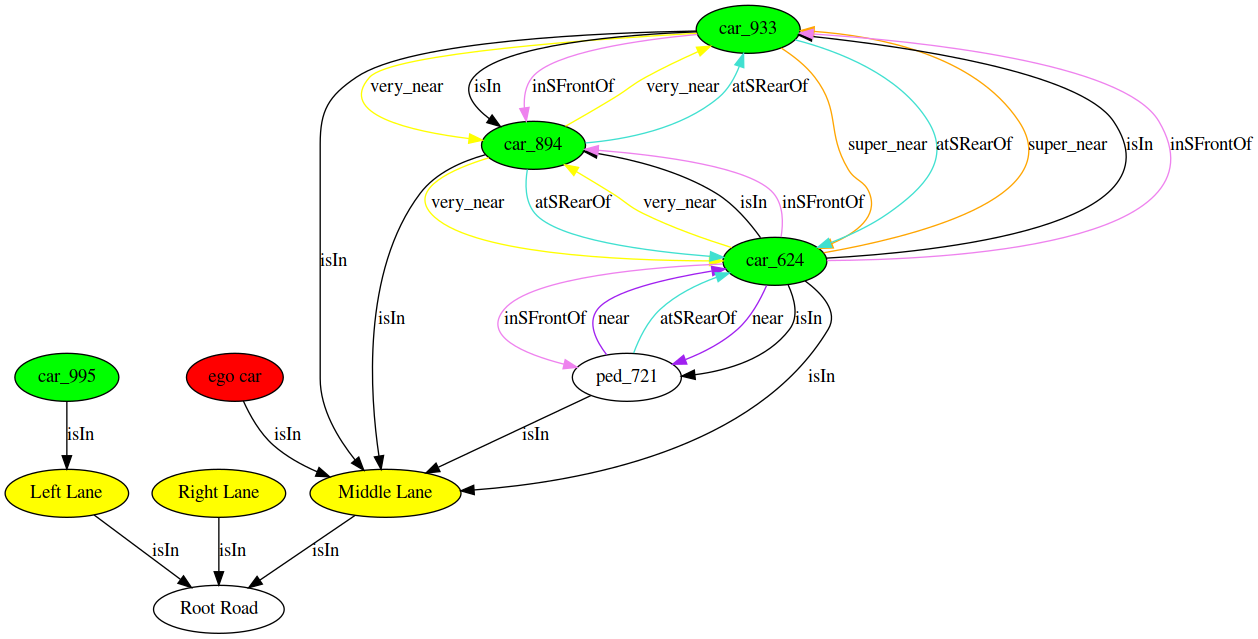 car_933
very_near
isIn
inSFrontOf
very_near
atSRearOf
car_894
super_near
atSRearOf
super_near
isIn
inSFrontOf
very_near
atSRearOf
very_near
isIn
inSFrontOf
isIn
car_624
isIn
inSFrontOf
near
atSRearOf
near
isIn
car_995
ego car
ped_721
isIn
isIn
isIn
isIn
Left Lane
Right Lane
Middle Lane
isIn
isIn
isIn
Root Road